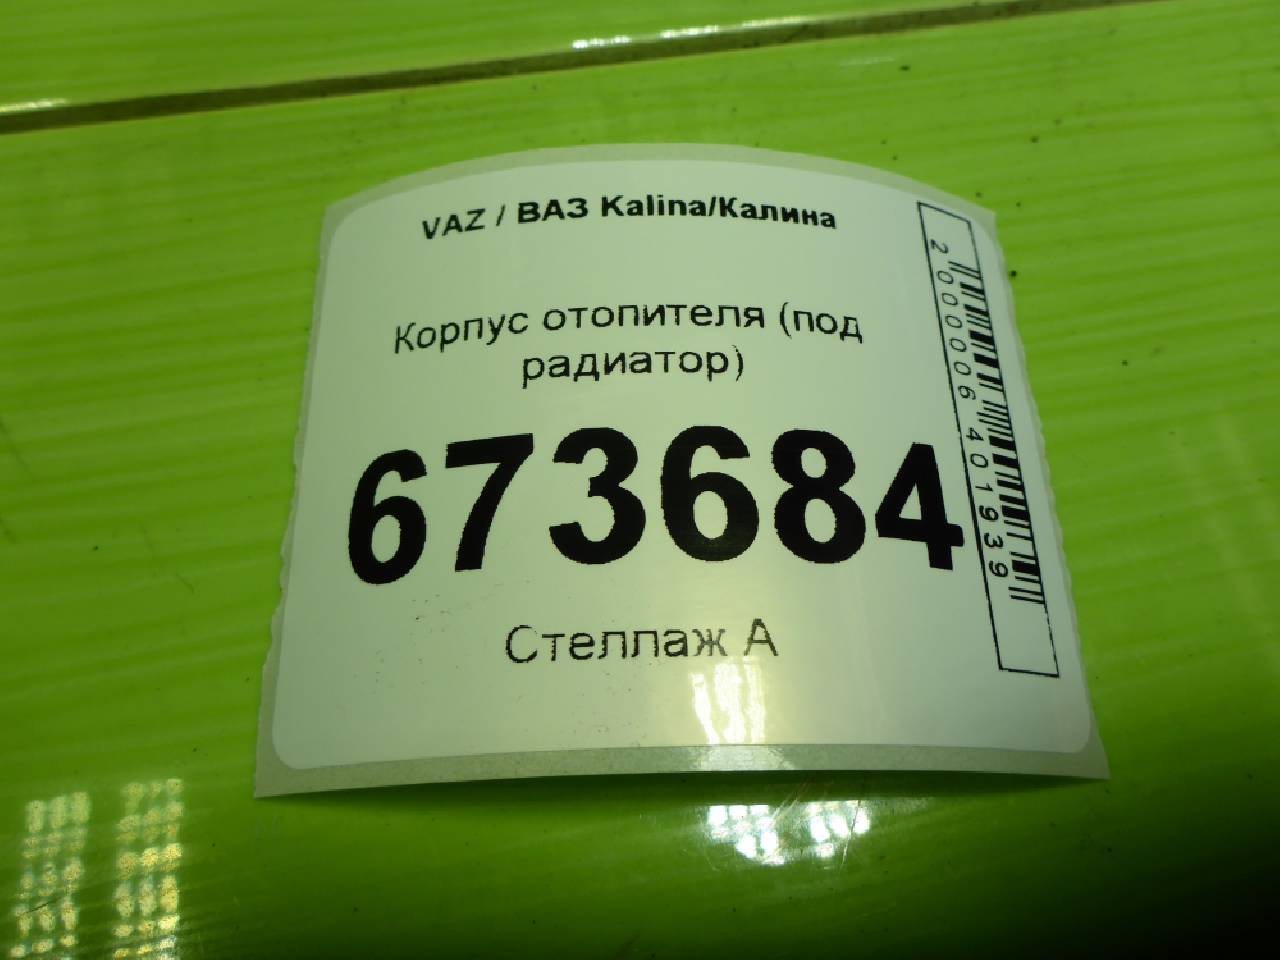 VAZ / ВАЗ Kalina/Калина
Корпус отопителя (под
радиатор)
673684
Стеллаж А
2000006401939